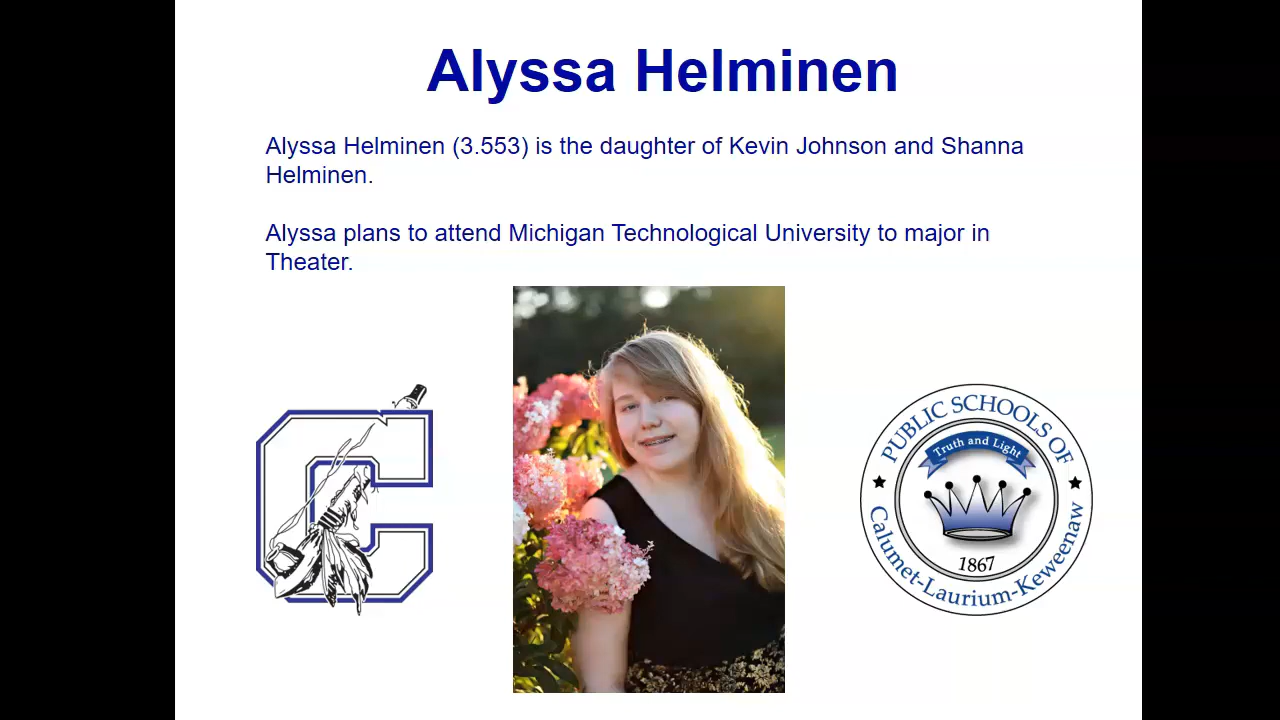 Alyssa Helminen
Alyssa Helminen (3.553) is the daughter of Kevin Johnson and Shanna
Helminen.
Alyssa plans to attend Michigan Technological University to major in
Theater.
C
PUBLIC SCHOOLS OF
Truth and Light
1867
Calumet-Laurium-Keweenaw